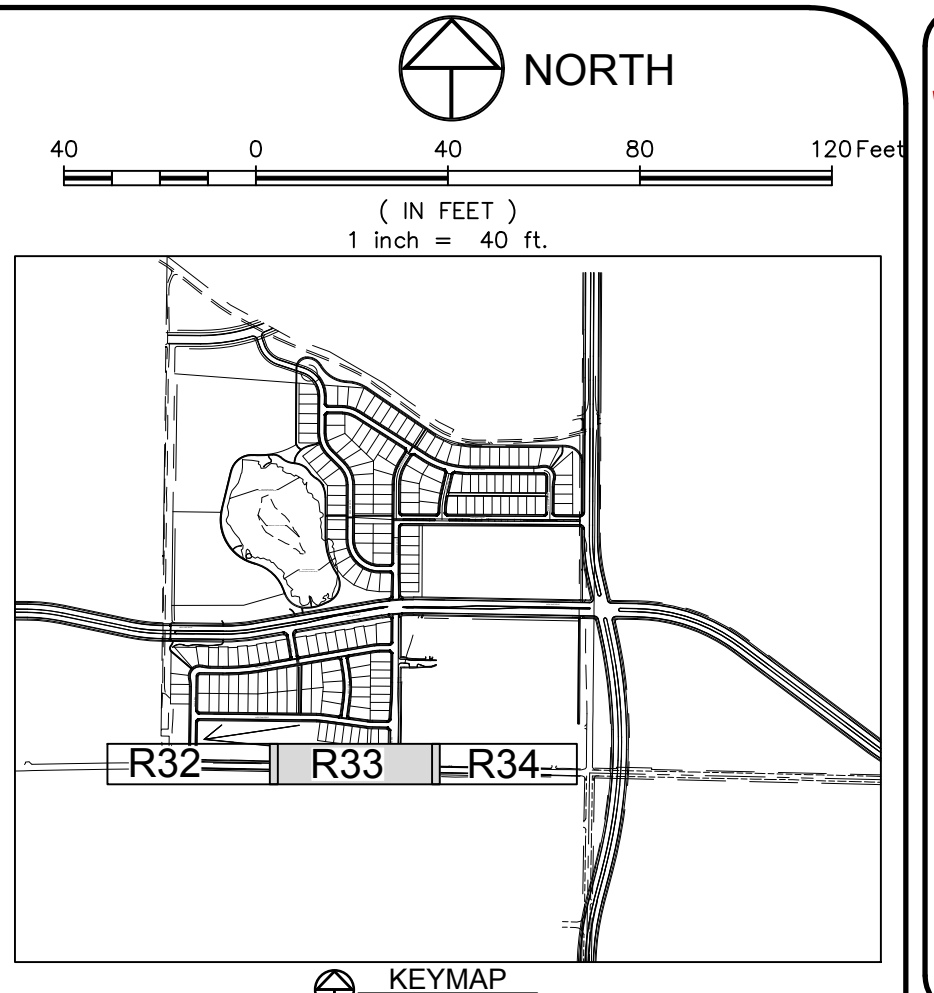 NORTH
40 0 40 80 120 Feet
( IN FEET )
1 inch = 40 ft.
R32 R33 R34
KEYMAP